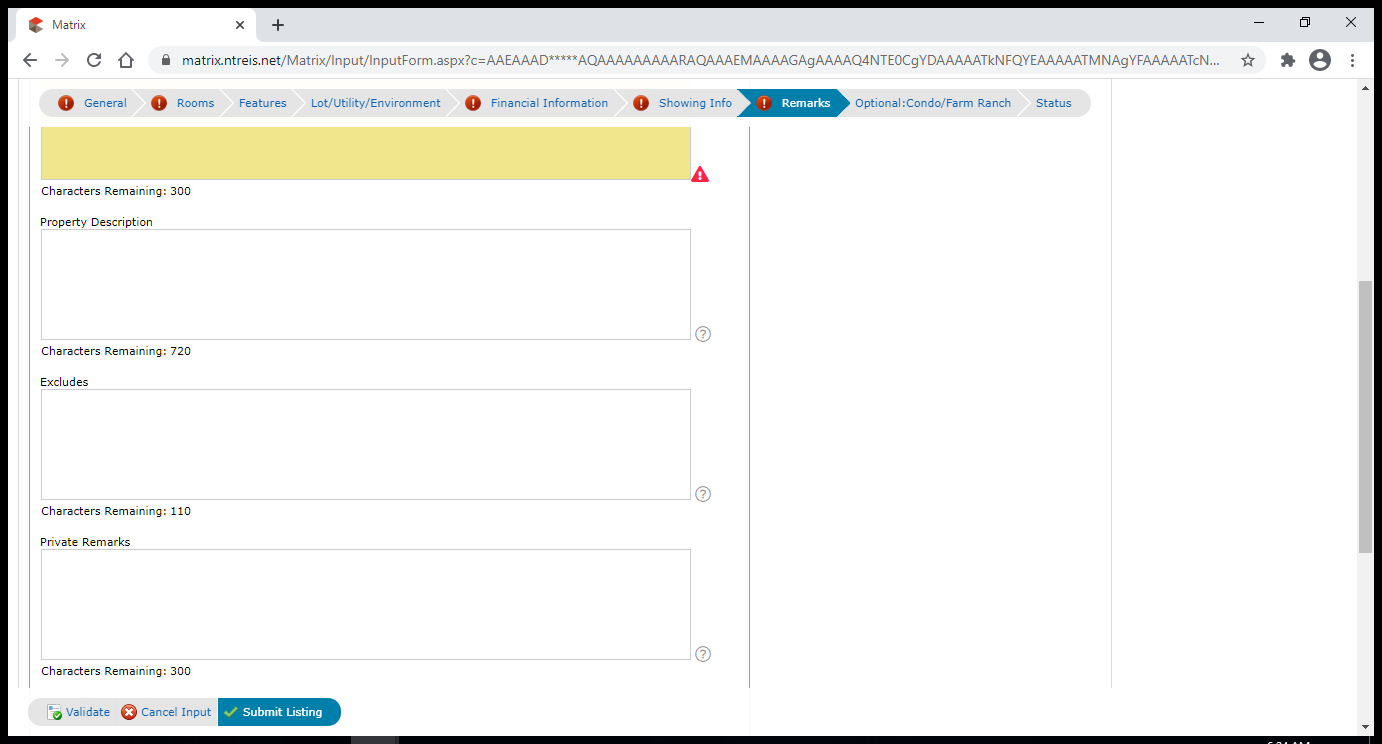 Matrix
matrix.ntreis.net/Matrix/Input/InputForm.aspx?c=AAEAAAD*****AQAAAAAAAAARAQAAAEMAAAAGAgAAAAQ4NTE0CgYDAAAAATkNFQYEAAAAATMNAgYFAAAAATcN...
General Rooms Features Lot/Utility/Environment Financial Information Showing Info Remarks Optional:Condo/Farm Ranch Status
Characters Remaining: 300
Property Description
?
Characters Remaining: 720
Excludes
?
Characters Remaining: 110
Private Remarks
?
Characters Remaining: 300
Validate Cancel Input Submit Listing